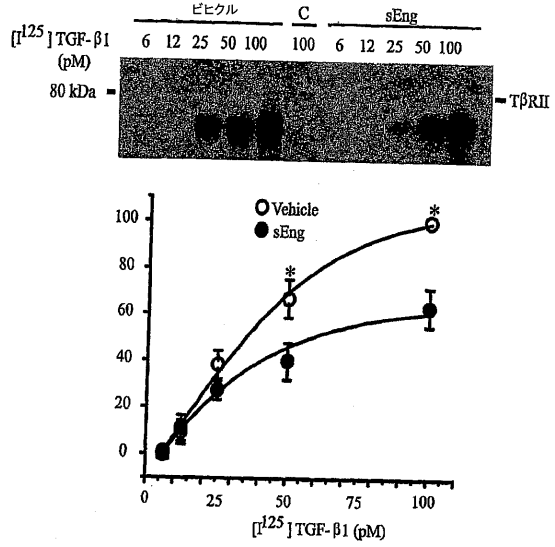 ビヒクル C sEng
[I125] TGF-β1 6 12 25 50 100 100 6 12 25 50 100
(pM)
80 kDa
TβRII
100
80
60
40
20
0
Vehicle
sEng
*
*
0 25 50 75 100
[I125] TGF-β1 (pM)